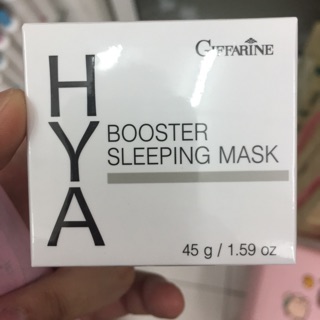 GIFFARINE
HYA
BOOSTER
SLEEPING MASK
45 g / 1.59 oz